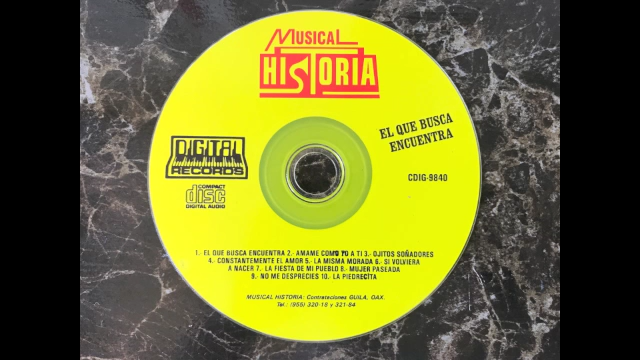 MUSICAL
HISTORIA
EL QUE BUSCA
ENCUENTRA
DIGITAL
RECORDS
CDIG-9840
COMPACT
disc
DIGITAL AUDIO
1. EL QUE BUSCA ENCUENTRA 2.- AMAME COMO YO A TI 3.- OJITOS SOÑADORES
4. CONSTANTEMENTE EL AMOR 5.- LA MISMA MORADA 6.- SI VOLVIERA
A NACER 7. LA FIESTA DE MI PUEBLO 8.- MUJER PASEADA
9.- NO ME DESPRECIES 10. LA PIEDRECITA
MUSICAL HISTORIA: Contrataciones GUILA, OAX.
Tel.: (955) 320-18 y 321-84